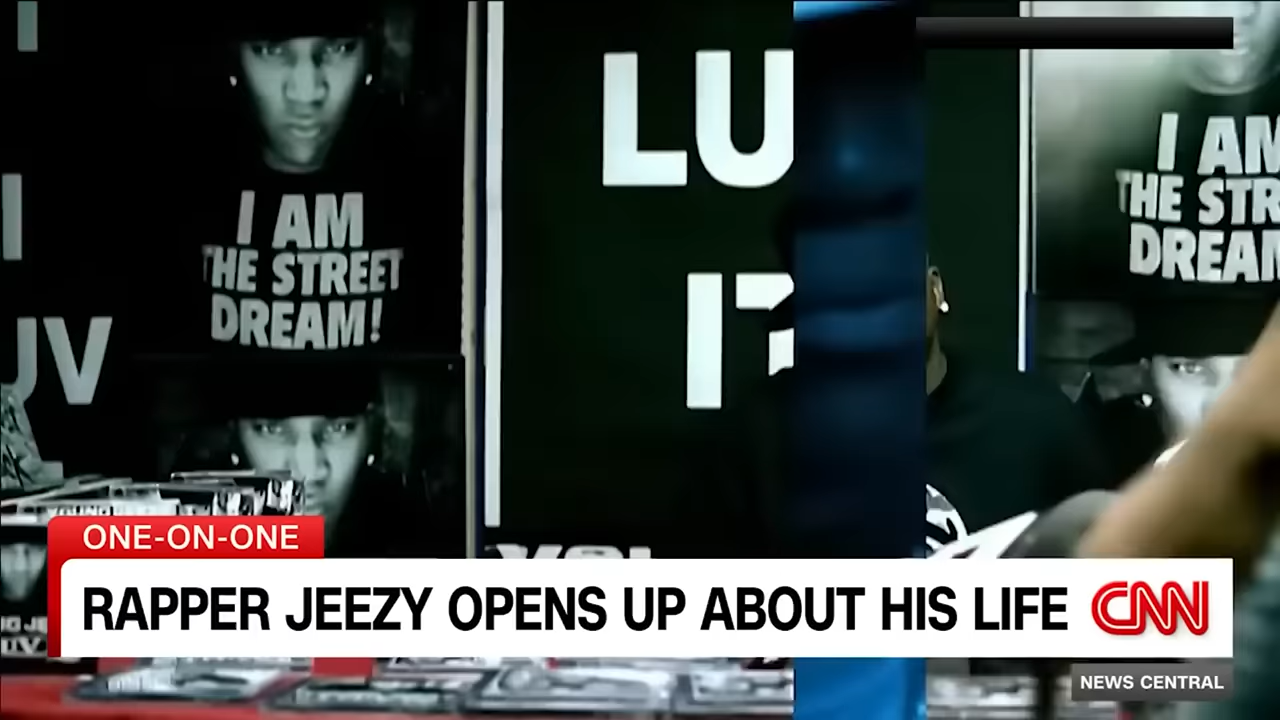 I AM
THE STREET
DREAM!
LU
I AM
THE STR
DREAM
I
UV
ONE-ON-ONE
RAPPER JEEZY OPENS UP ABOUT HIS LIFE
CNN
NEWS CENTRAL